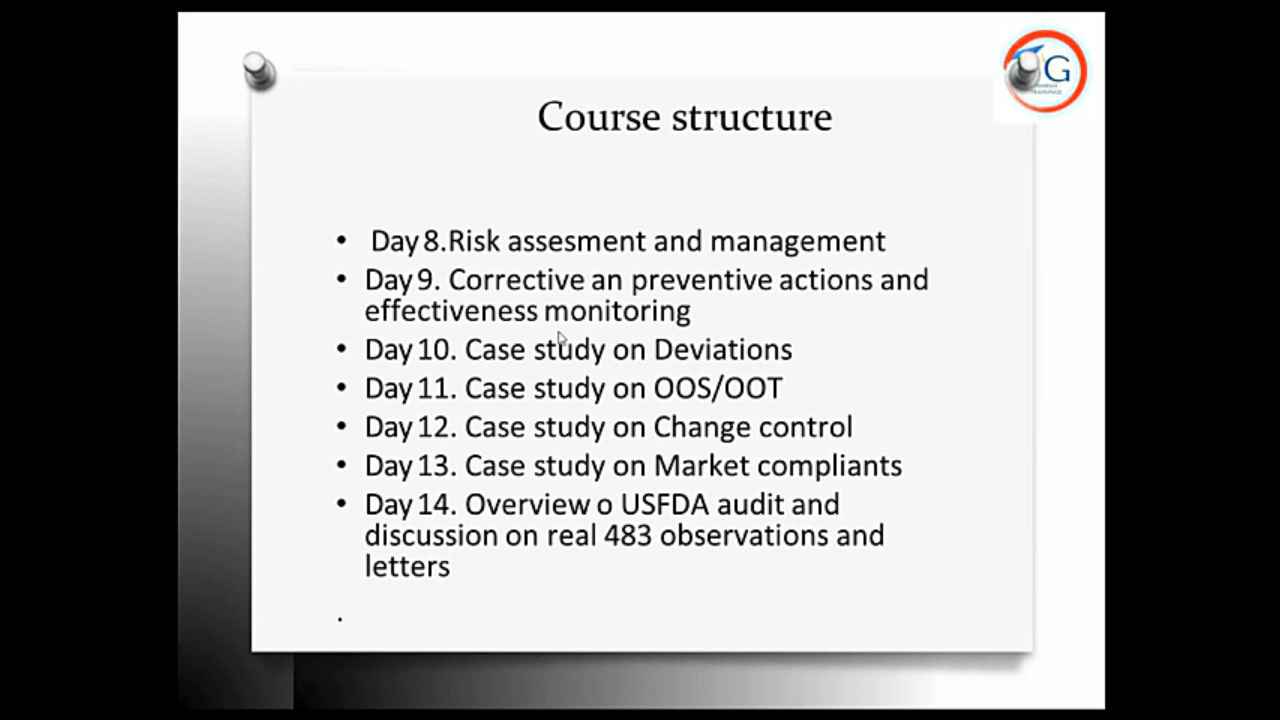 G
Course structure
• Day 8.Risk assesment and management
• Day 9. Corrective an preventive actions and
effectiveness monitoring
• Day 10. Case study on Deviations
• Day 11. Case study on OOS/OOT
• Day 12. Case study on Change control
• Day 13. Case study on Market compliants
• Day 14. Overview o USFDA audit and
discussion on real 483 observations and
letters
.